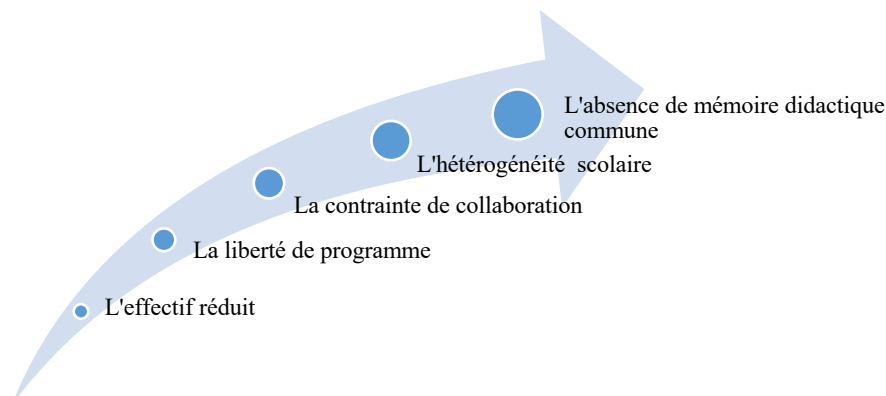 L'absence de mémoire didactique
commune
L'hétérogénéité scolaire
La contrainte de collaboration
La liberté de programme
L'effectif réduit